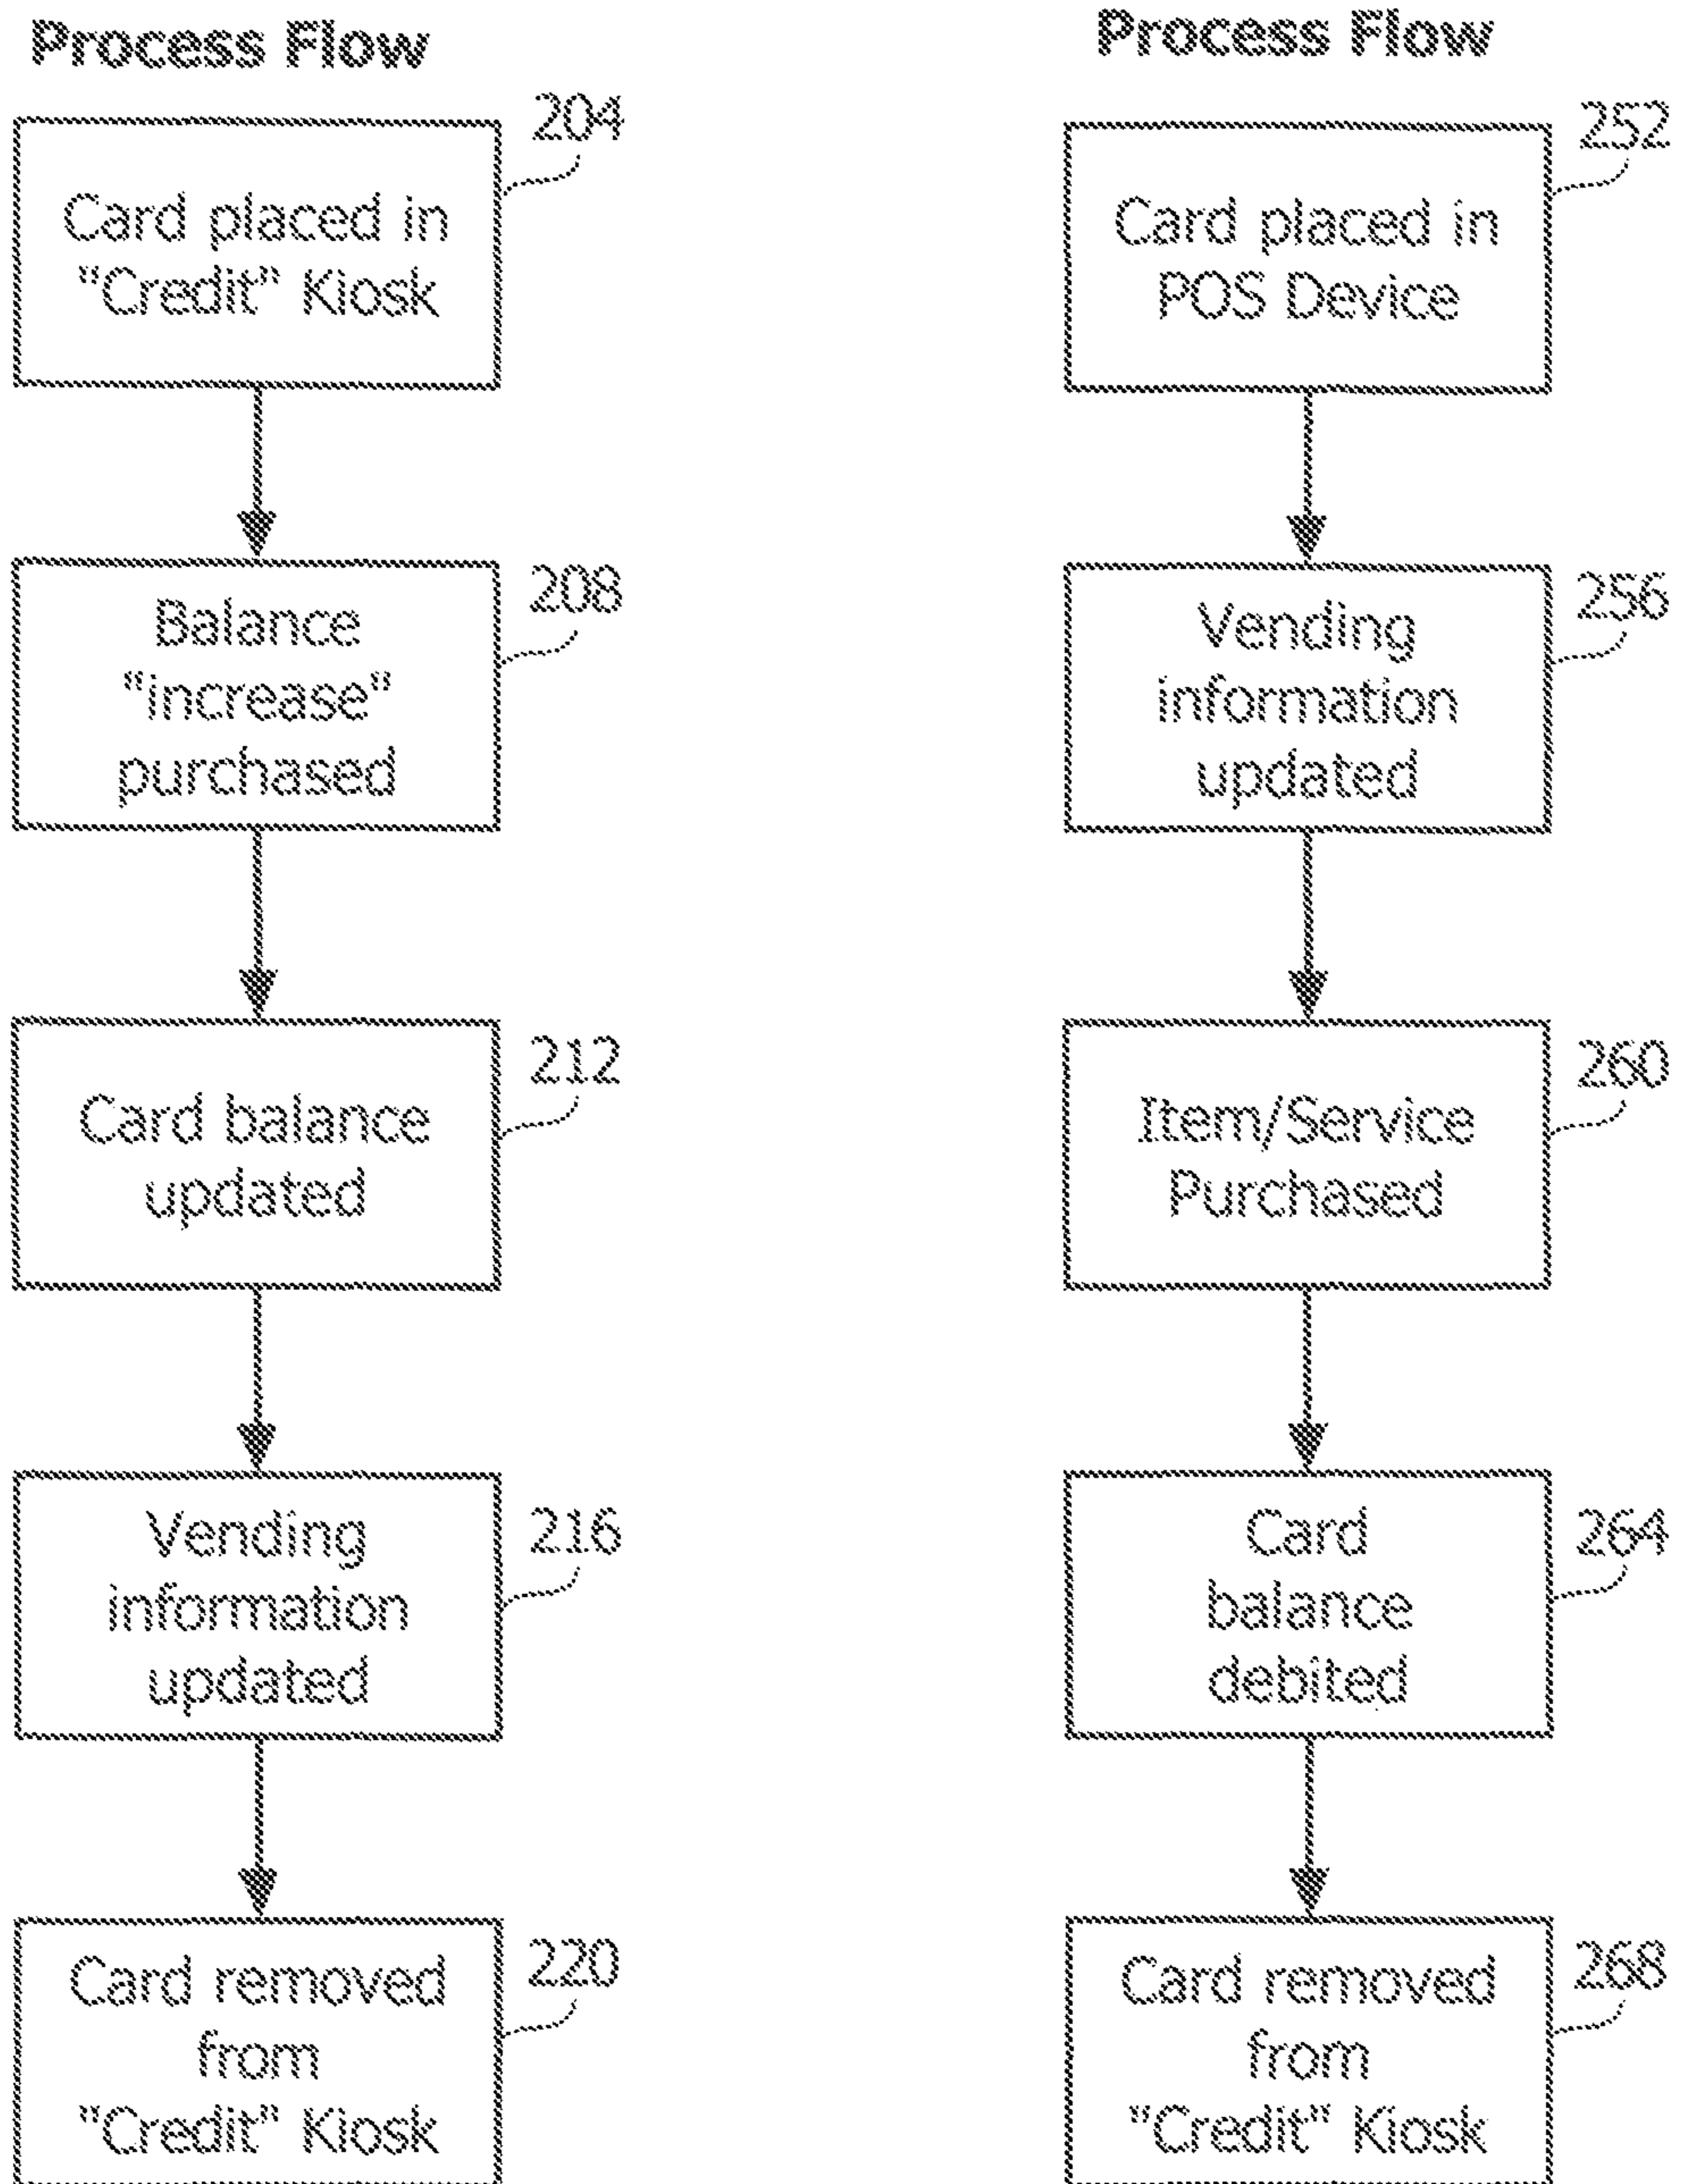 Process Flow
204
Card placed in
"Credit" Kiosk
208
Balance
"increase"
purchased
212
Card balance
updated
216
Vending
information
updated
220
Card removed
from
"Credit" Kiosk
Process Flow
252
Card placed in
POS Device
256
Vending
information
updated
260
Item/Service
Purchased
264
Card
balance
debited
268
Card removed
from
"Credit" Kiosk